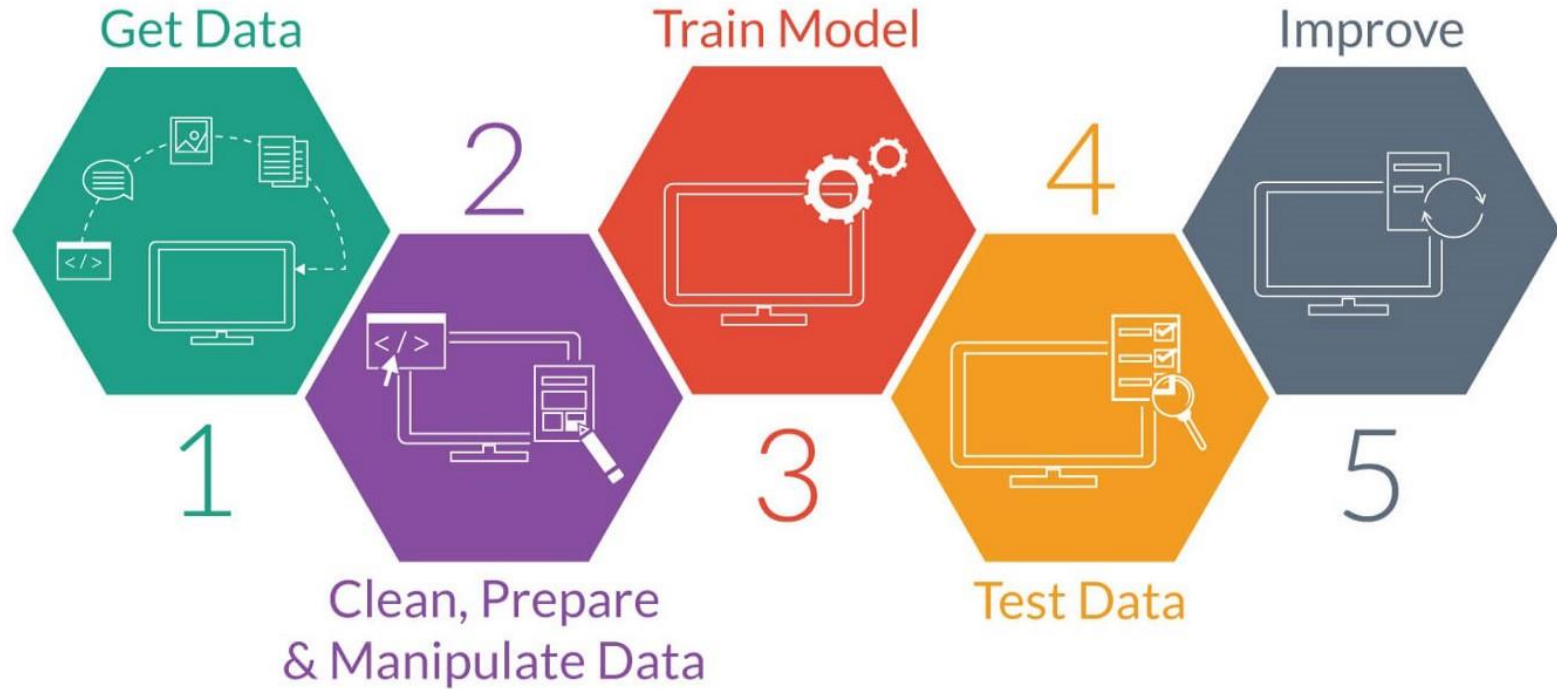 Get Data
1
</>
2
</>
Clean, Prepare
& Manipulate Data
Train Model
3
4
Test Data
Improve
5